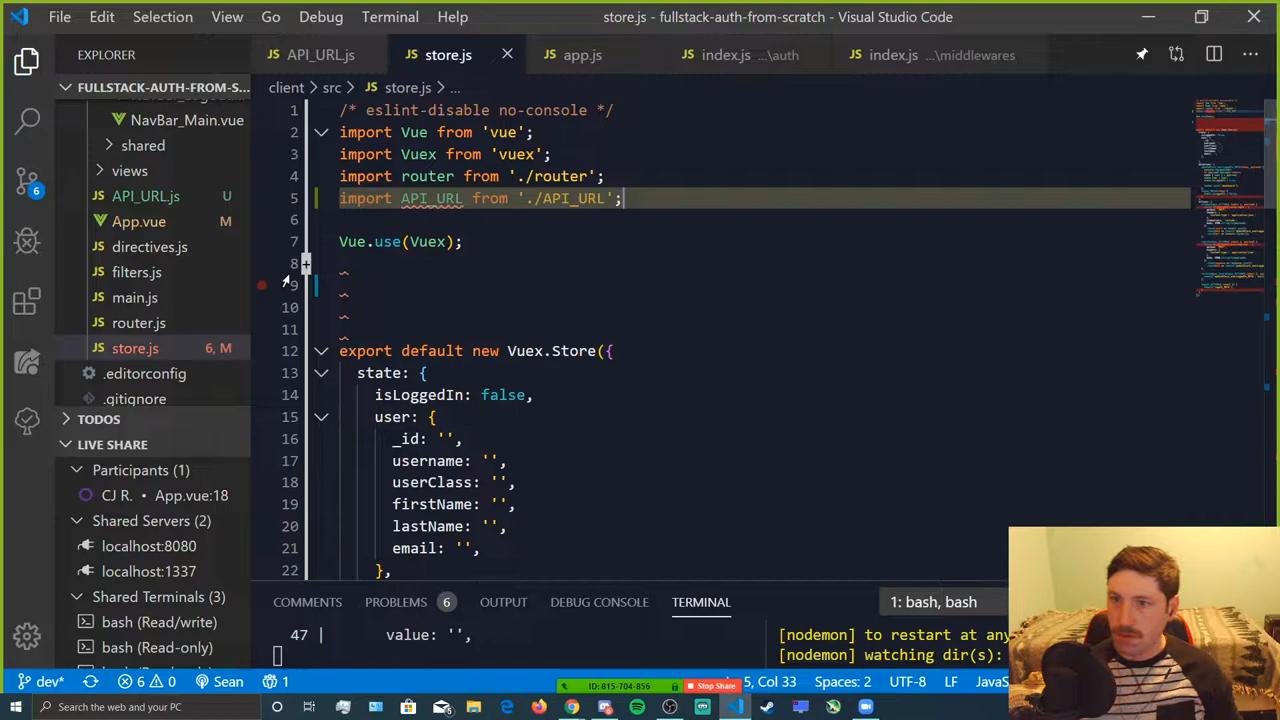 File Edit Selection View Go Debug Terminal Help
store.js - fullstack-auth-from-scratch - Visual Studio Code
EXPLORER
FULLSTACK-AUTH-FROM-S...
NavBar_Main.vue
shared
views
API_URL.js U
App.vue M
directives.js
filters.js
main.js
router.js
store.js 6, M
.editorconfig
.gitignore
TODOS
LIVE SHARE
Participants (1)
CJ R. • App.vue:18
Shared Servers (2)
localhost:8080
localhost:1337
Shared Terminals (3)
bash (Read/write)
bash (Read-only)
bash (Read-only)
6
JS API_URL.js
JS store.js
JS app.js
JS index.js ...\auth
JS index.js ...\middlewares
client > src > JS store.js > ...
1 /* eslint-disable no-console */
2 import Vue from 'vue';
3 import Vuex from 'vuex';
4 import router from './router';
5 import API_URL from './API_URL';
6
7 Vue.use(Vuex);
8
9
10
11
12 export default new Vuex.Store({
13 state: {
14 isLoggedIn: false,
15 user: {
16 _id: '',
17 username: '',
18 userClass: '',
19 firstName: '',
20 lastName: '',
21 email: '',
22 },
COMMENTS PROBLEMS 6 OUTPUT DEBUG CONSOLE TERMINAL 1: bash, bash
47 | value: '',
[nodemon] to restart at any
[nodemon] watching dir(s):
dev* 6 0 Sean 1
5, Col 33 Spaces: 2 UTF-8 LF JavaS
ID: 815-704-856 Stop Share
Search the web and your PC